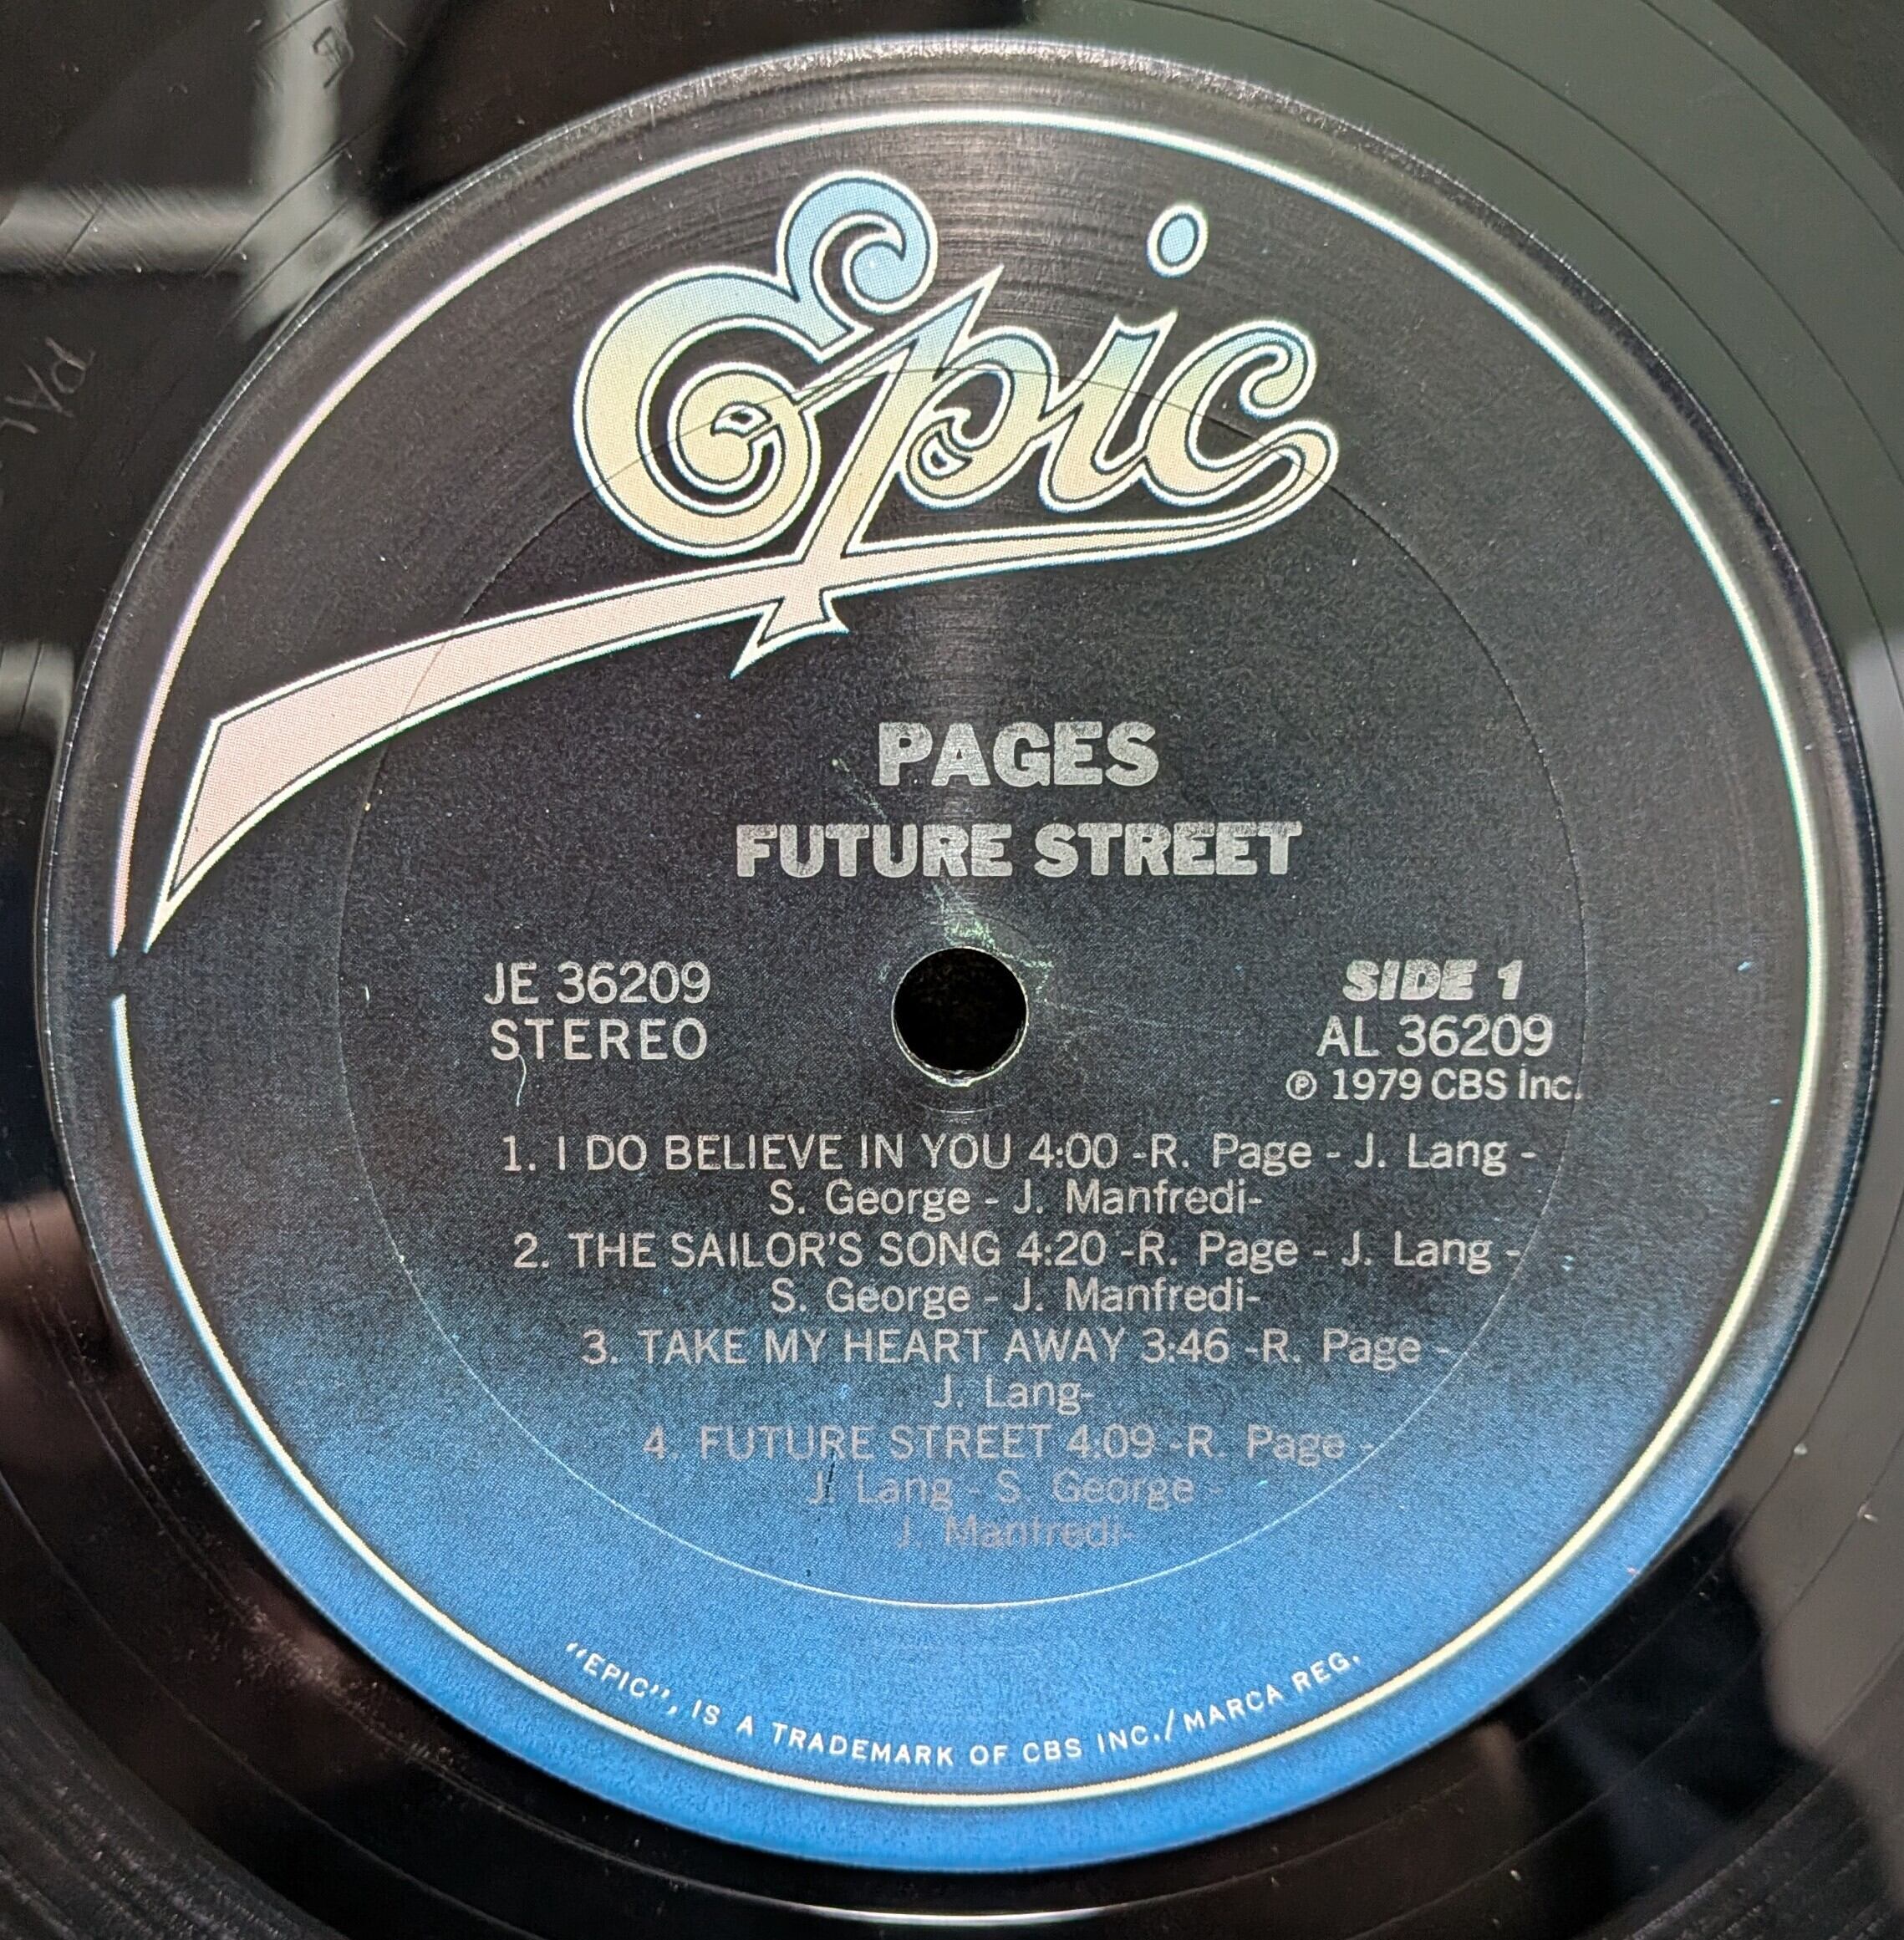 Epic
PAGES
FUTURE STREET
JE 36209
STEREO
SIDE 1
AL 36209
℗ 1979 CBS Inc.
1. I DO BELIEVE IN YOU 4:00 -R. Page - J. Lang -
S. George - J. Manfredi-
2. THE SAILOR'S SONG 4:20 -R. Page - J. Lang -
S. George - J. Manfredi-
3. TAKE MY HEART AWAY 3:46 -R. Page -
J. Lang-
4. FUTURE STREET 4:09 -R. Page -
J. Lang - S. George -
J. Manfredi-
"EPIC", IS A TRADEMARK OF CBS INC./MARCA REG.